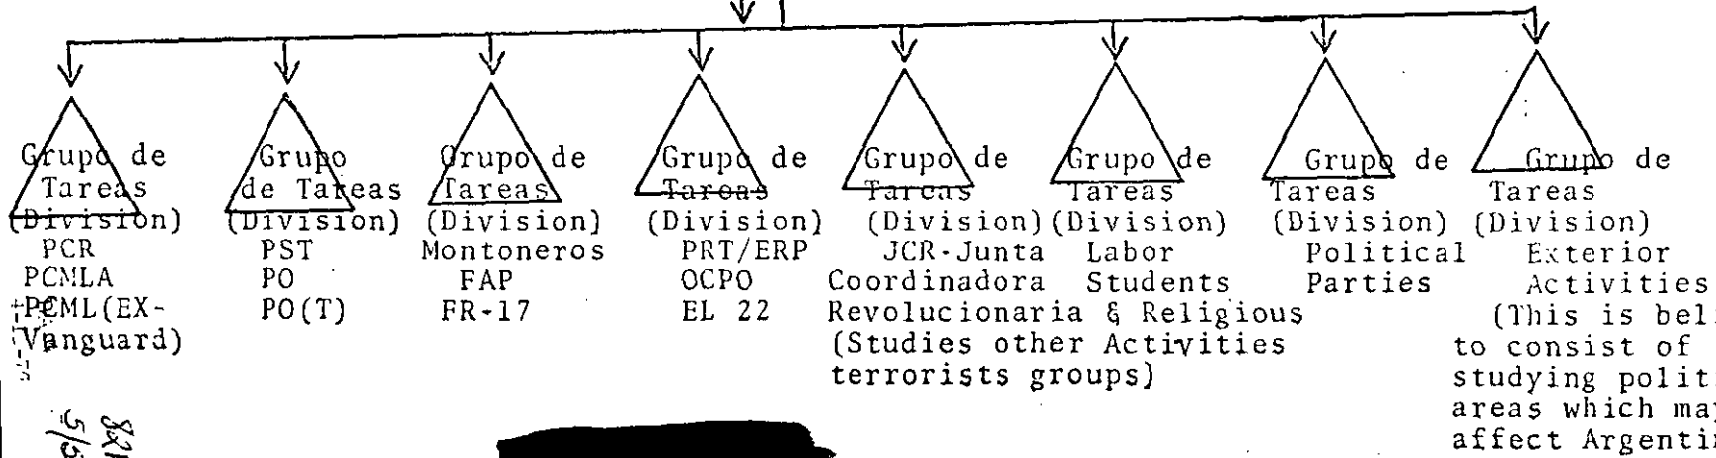 Grupo de
Tareas
(Division)
PCR
PCMLA
PCML(EX-
Vanguard)
Grupo
de Tareas
(Division)
PST
PO
PO(T)
Grupo de
Tareas
(Division)
Montoneros
FAP
FR-17
Grupo de
Tareas
(Division)
PRT/ERP
OCPO
EL 22
Grupo de
Tareas
(Division)
JCR-Junta
Coordinadora
Revolucionaria
(Studies other
terrorists groups)
Grupo de
Tareas
(Division)
Labor
Students
& Religious
Activities
Grupo de
Tareas
(Division)
Political
Parties
Grupo de
Tareas
(Division)
Exterior
Activities
(This is bel
to consist of
studying polit
areas which may
affect Argenti